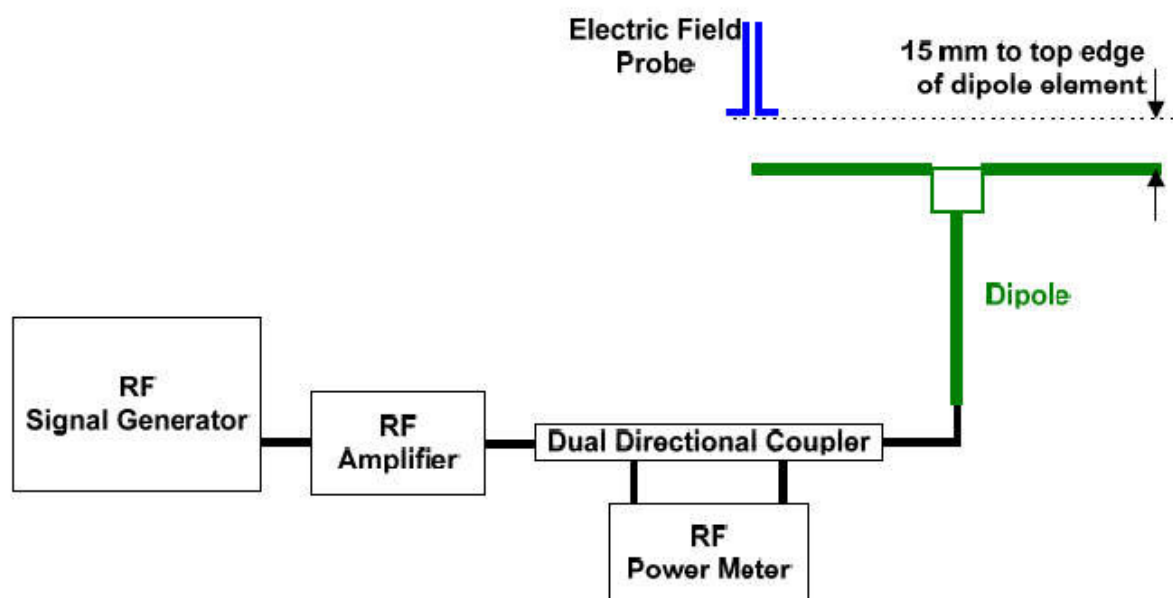 Electric Field
Probe
15 mm to top edge
of dipole element
Dipole
RF
Signal Generator
RF
Amplifier
Dual Directional Coupler
RF
Power Meter